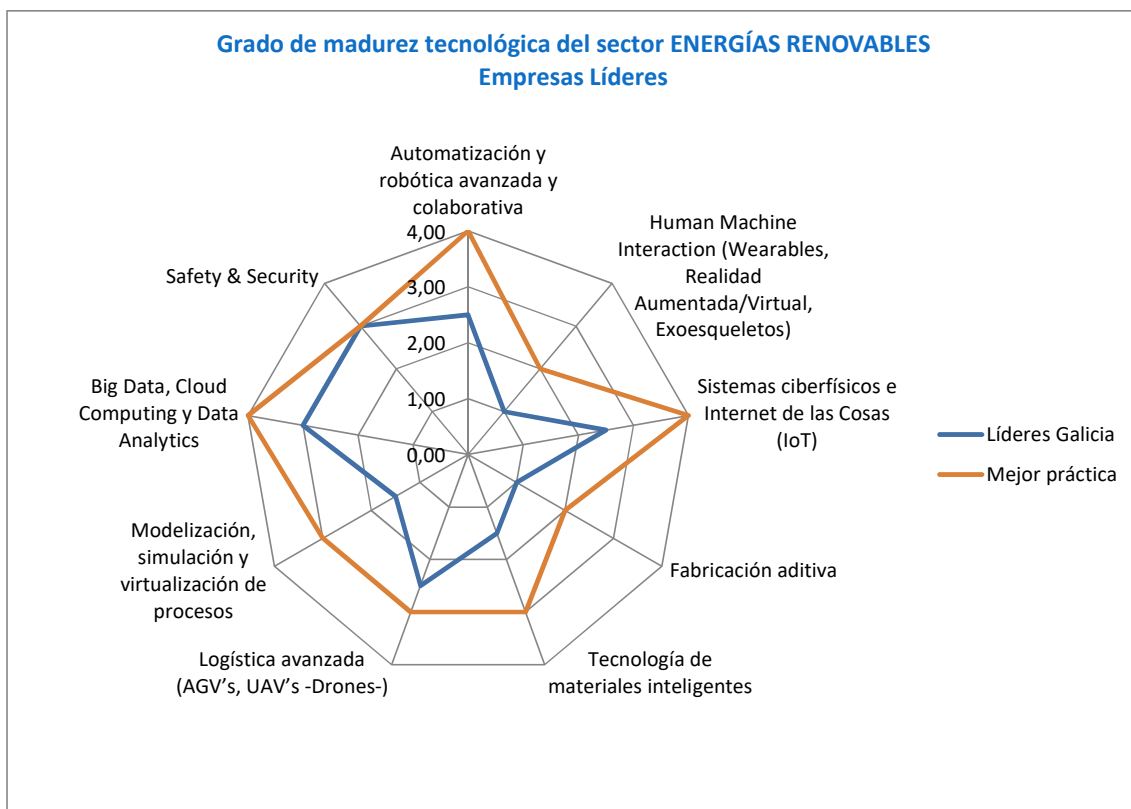 Grado de madurez tecnológica del sector ENERGÍAS RENOVABLES
Empresas Líderes
Automatización y
robótica avanzada y
colaborativa
Human Machine
Interaction (Wearables,
Realidad
Aumentada/Virtual,
Exoesqueletos)
Sistemas ciberfísicos e
Internet de las Cosas
(IoT)
Fabricación aditiva
Tecnología de
materiales inteligentes
Logística avanzada
(AGV's, UAV's -Drones-)
Modelización,
simulación y
virtualización de
procesos
Big Data, Cloud
Computing y Data
Analytics
Safety & Security
4,00
3,00
2,00
1,00
0,00
Líderes Galicia
Mejor práctica